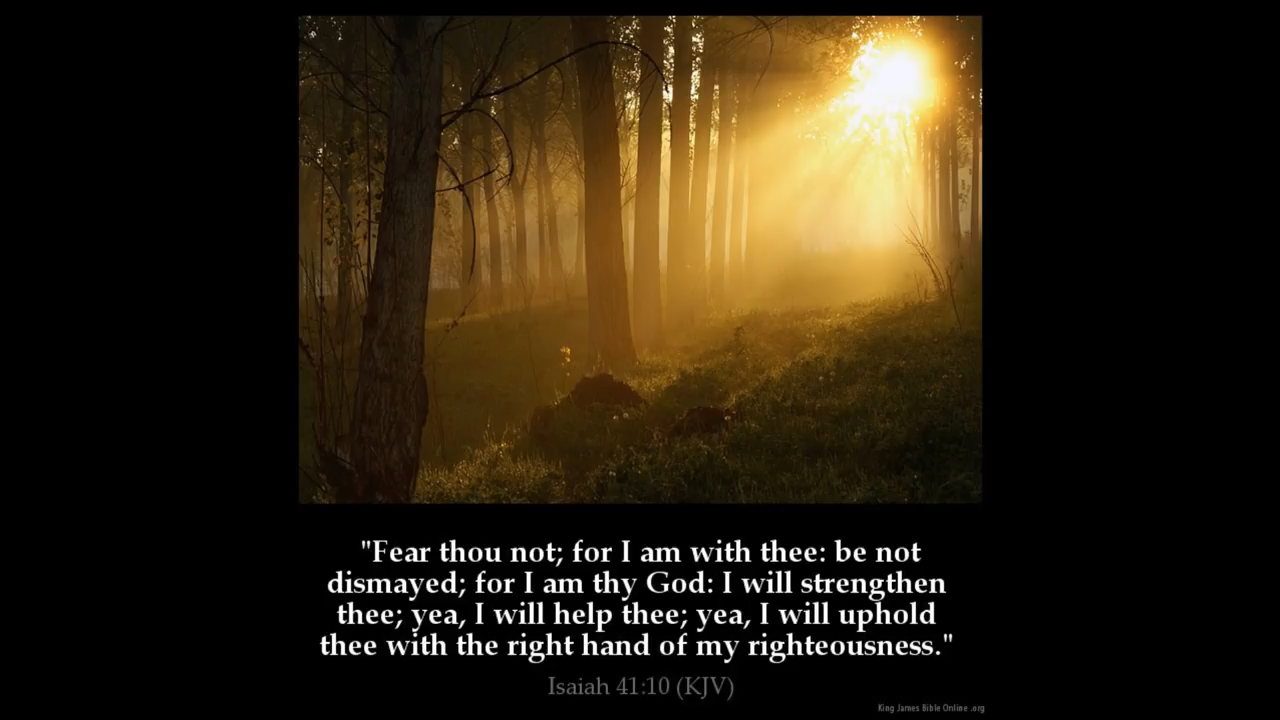 "Fear thou not; for I am with thee: be not
dismayed; for I am thy God: I will strengthen
thee; yea, I will help thee; yea, I will uphold
thee with the right hand of my righteousness."
Isaiah 41:10 (KJV)
King James Bible Online .org